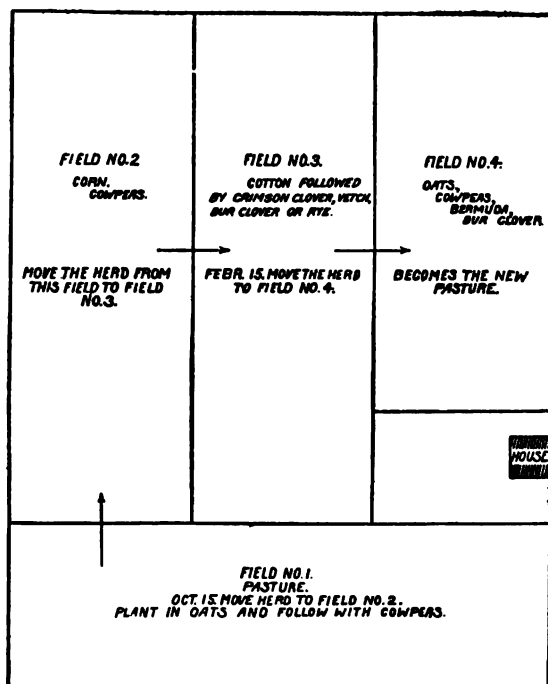 FIELD NO.2
CORN.
COWPEAS.
MOVE THE HERD FROM
THIS FIELD TO FIELD
NO.3.
FIELD NO.3.
COTTON FOLLOWED
BY CRIMSON CLOVER, VETCH,
BUR CLOVER OR RYE.
FEBR. 15. MOVE THE HERD
TO FIELD NO.4.
FIELD NO.4.
OATS,
COWPEAS,
BERMUDA,
BUR CLOVER.
BECOMES THE NEW
PASTURE.
HOUSE
FIELD NO.1.
PASTURE.
OCT. 15. MOVE HERD TO FIELD NO.2.
PLANT IN OATS AND FOLLOW WITH COWPEAS.